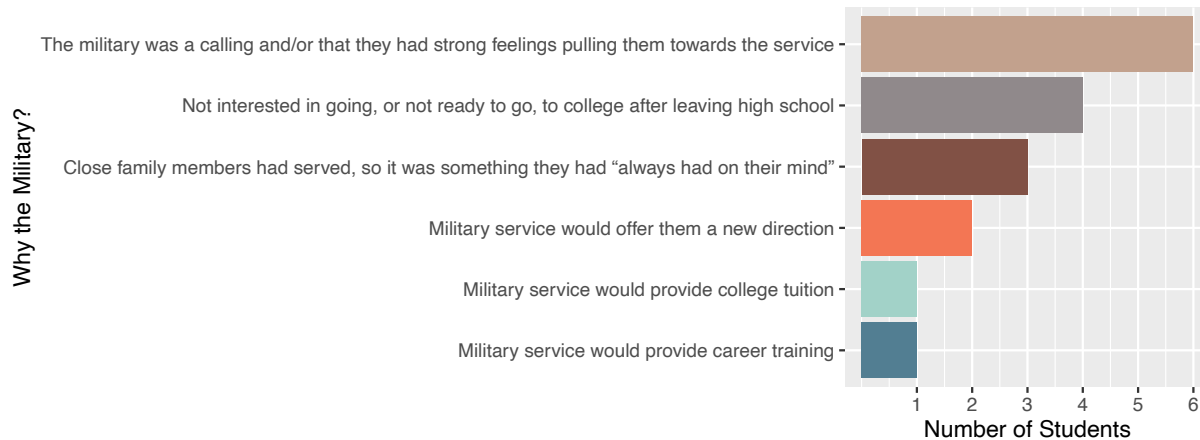 Why the Military?
The military was a calling and/or that they had strong feelings pulling them towards the service
Not interested in going, or not ready to go, to college after leaving high school
Close family members had served, so it was something they had “always had on their mind”
Military service would offer them a new direction
Military service would provide college tuition
Military service would provide career training
1 2 3 4 5 6
Number of Students